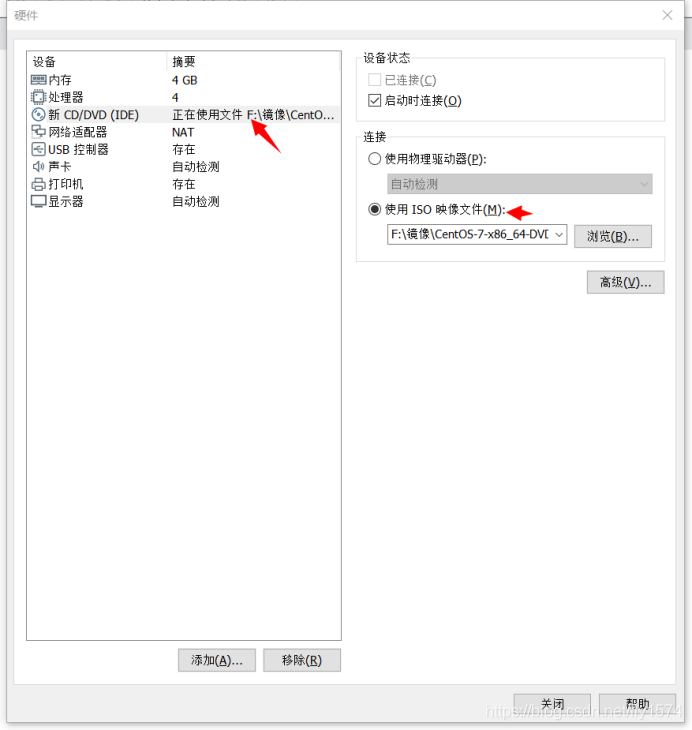 硬件
设备 摘要
内存 4 GB
处理器 4
新 CD/DVD (IDE) 正在使用文件 F:\镜像\CentO...
网络适配器 NAT
USB 控制器 存在
声卡 自动检测
打印机 存在
显示器 自动检测
添加(A)... 移除(R)
设备状态
已连接(C)
启动时连接(O)
连接
使用物理驱动器(P):
自动检测
使用 ISO 映像文件(M):
F:\镜像\CentOS-7-x86_64-DVD 浏览(B)...
高级(V)...
关闭 帮助